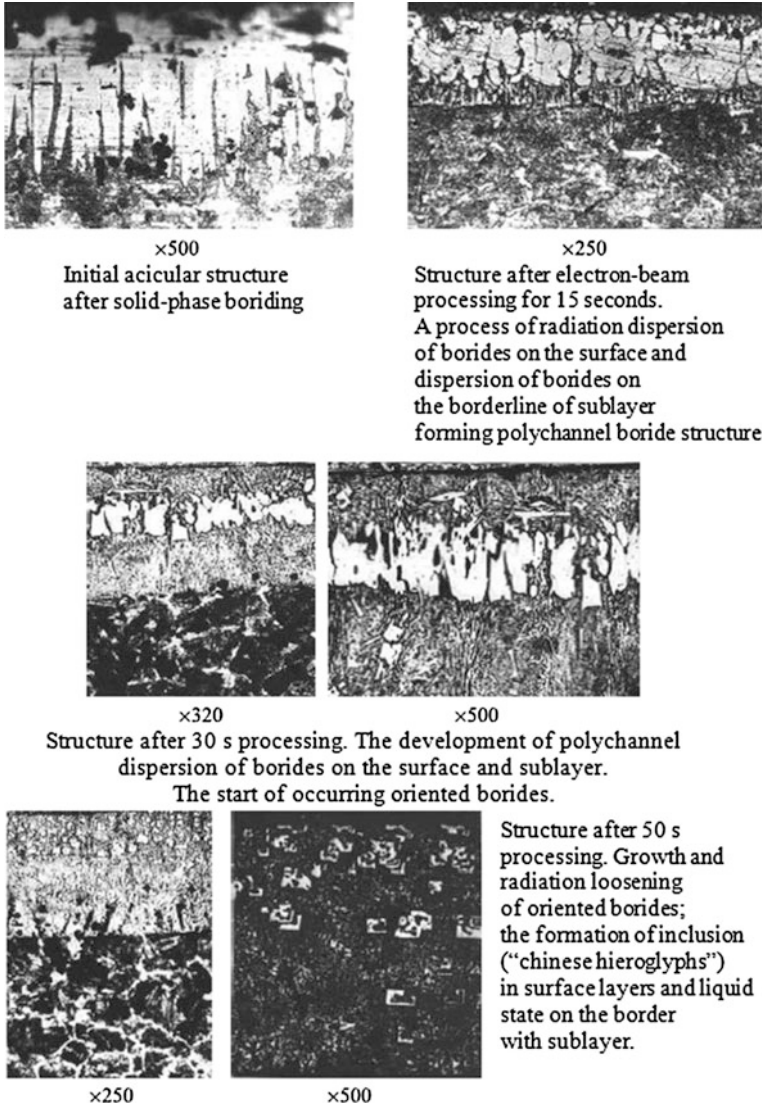 ×500
Initial acicular structure
after solid-phase boriding
×250
Structure after electron-beam
processing for 15 seconds.
A process of radiation dispersion
of borides on the surface and
dispersion of borides on
the borderline of sublayer
forming polychannel boride structure
×320
×500
Structure after 30 s processing. The development of polychannel
dispersion of borides on the surface and sublayer.
The start of occurring oriented borides.
Structure after 50 s
processing. Growth and
radiation loosening
of oriented borides;
the formation of inclusion
(“chinese hieroglyphs”)
in surface layers and liquid
state on the border
with sublayer.
×250
×500